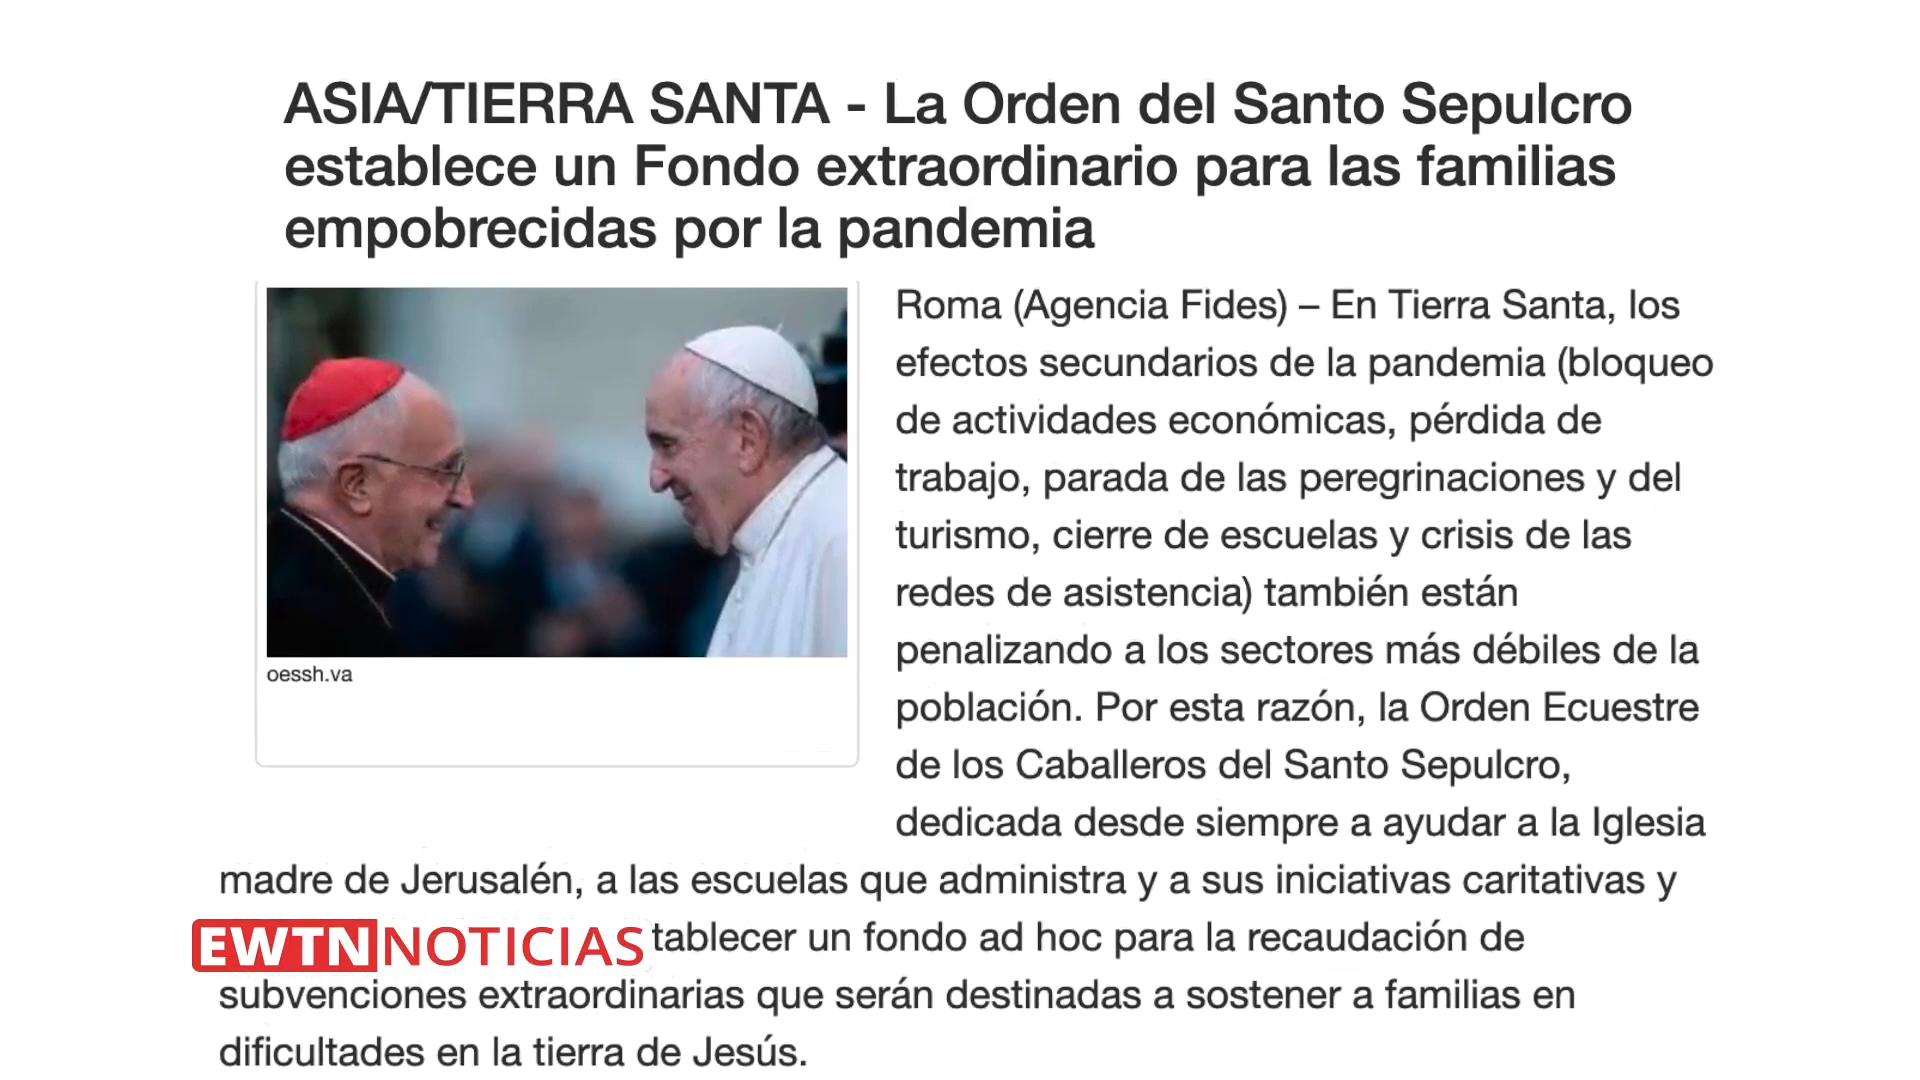 ASIA/TIERRA SANTA - La Orden del Santo Sepulcro
establece un Fondo extraordinario para las familias
empobrecidas por la pandemia
oessh.va
Roma (Agencia Fides) – En Tierra Santa, los
efectos secundarios de la pandemia (bloqueo
de actividades económicas, pérdida de
trabajo, parada de las peregrinaciones y del
turismo, cierre de escuelas y crisis de las
redes de asistencia) también están
penalizando a los sectores más débiles de la
población. Por esta razón, la Orden Ecuestre
de los Caballeros del Santo Sepulcro,
dedicada desde siempre a ayudar a la Iglesia
madre de Jerusalén, a las escuelas que administra y a sus iniciativas caritativas y
EWTN NOTICIAS tablecer un fondo ad hoc para la recaudación de
subvenciones extraordinarias que serán destinadas a sostener a familias en
dificultades en la tierra de Jesús.